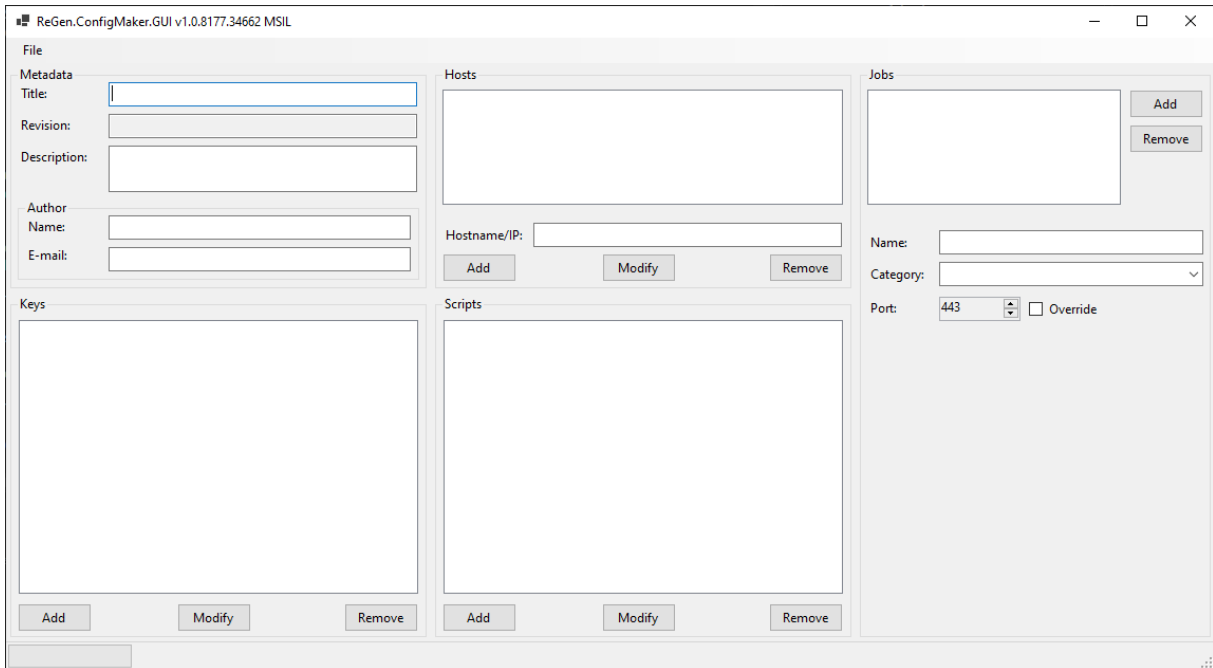 ReGen.ConfigMaker.GUI v1.0.8177.34662 MSIL
File
Metadata
Title:
Revision:
Description:
Author
Name:
E-mail:
Hosts
Hostname/IP:
Add Modify Remove
Jobs
Add
Remove
Name:
Category:
Port: 443 Override
Keys
Add Modify Remove
Scripts
Add Modify Remove